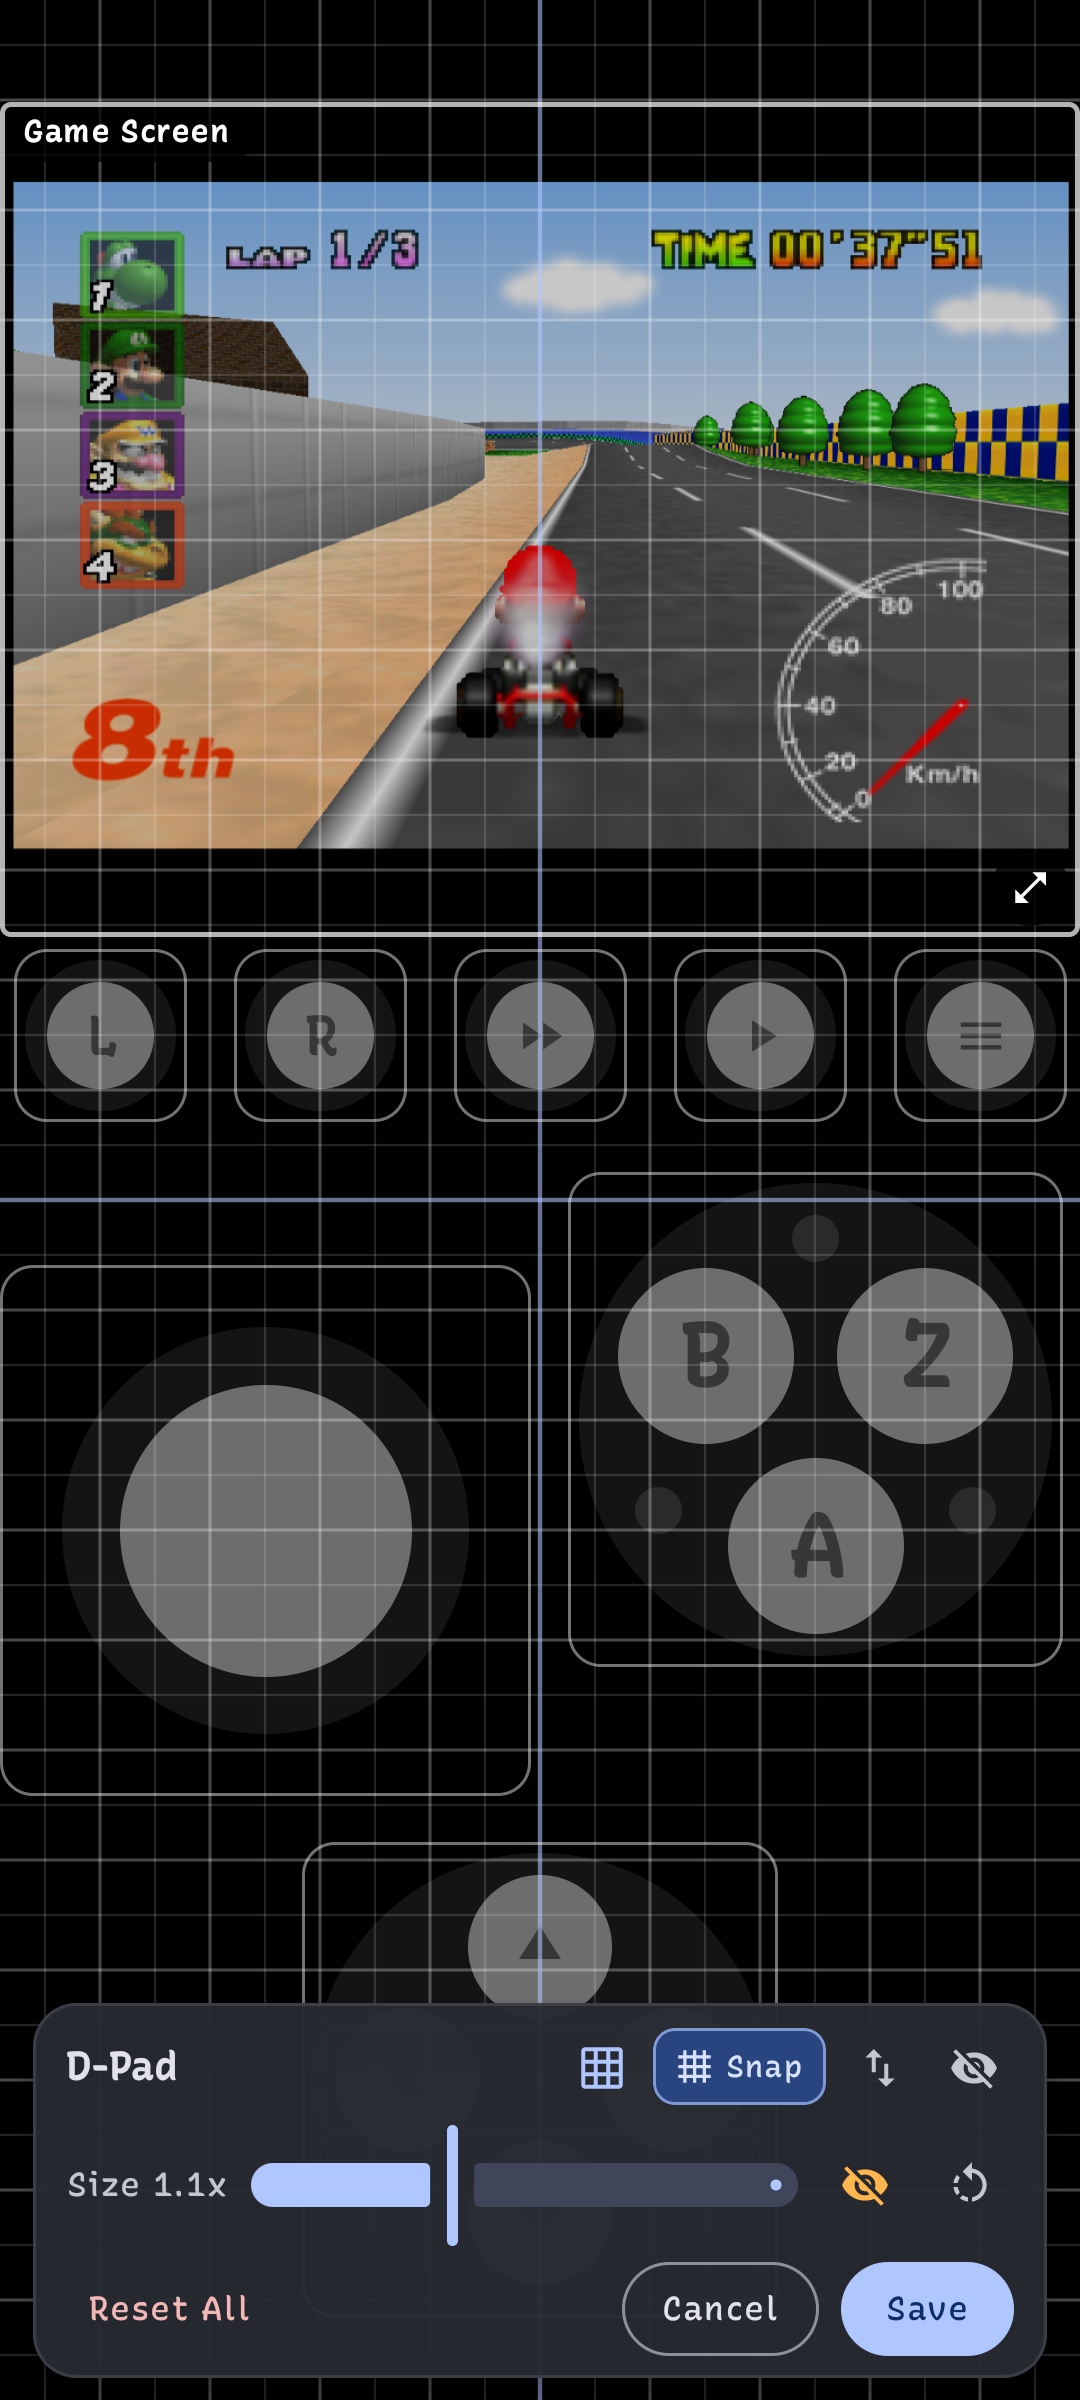 Game Screen
LAP 1/3
TIME 00'37"51
1
2
3
4
100
80
60
40
20
0
Km/h
8th
L
R
B
Z
A
D-Pad
Snap
Size 1.1x
Reset All
Cancel
Save